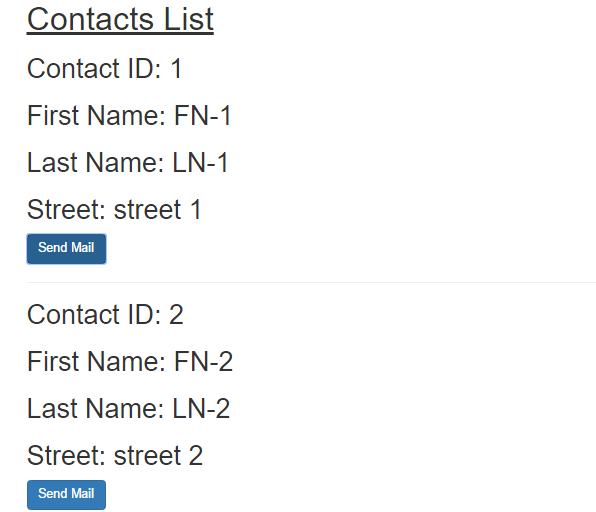 Contacts List
Contact ID: 1
First Name: FN-1
Last Name: LN-1
Street: street 1
Send Mail
Contact ID: 2
First Name: FN-2
Last Name: LN-2
Street: street 2
Send Mail